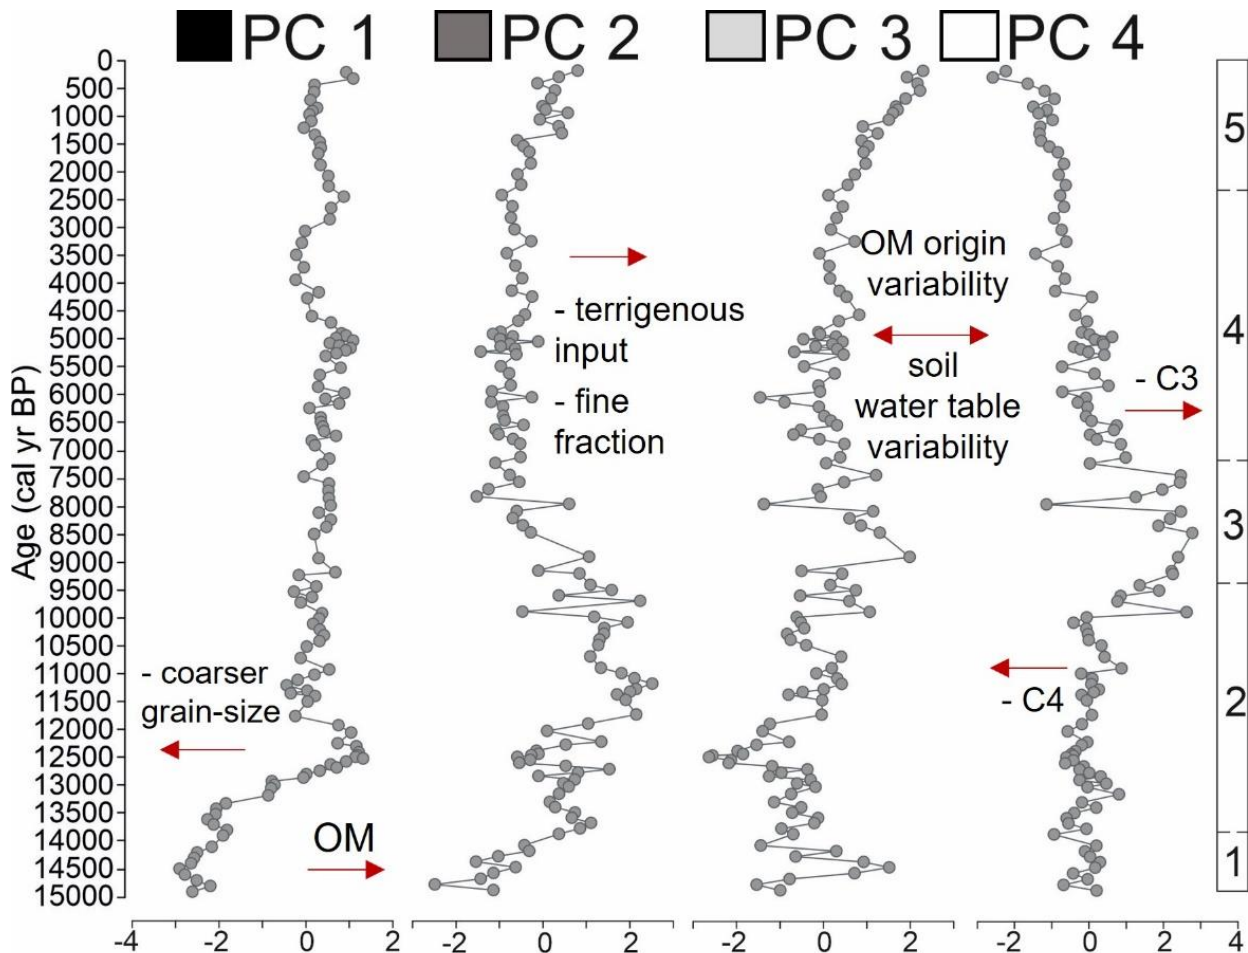 PC 1 PC 2 PC 3 PC 4
Age (cal yr BP)
0
500
1000
1500
2000
2500
3000
3500
4000
4500
5000
5500
6000
6500
7000
7500
8000
8500
9000
9500
10000
10500
11000
11500
12000
12500
13000
13500
14000
14500
15000
- coarser
grain-size
OM
- terrigenous
input
- fine
fraction
OM origin
variability
soil
water table
variability
- C3
- C4
5
4
3
2
1
-4 -2 0 2
-2 0 2
-2 0 2
-2 0 2 4